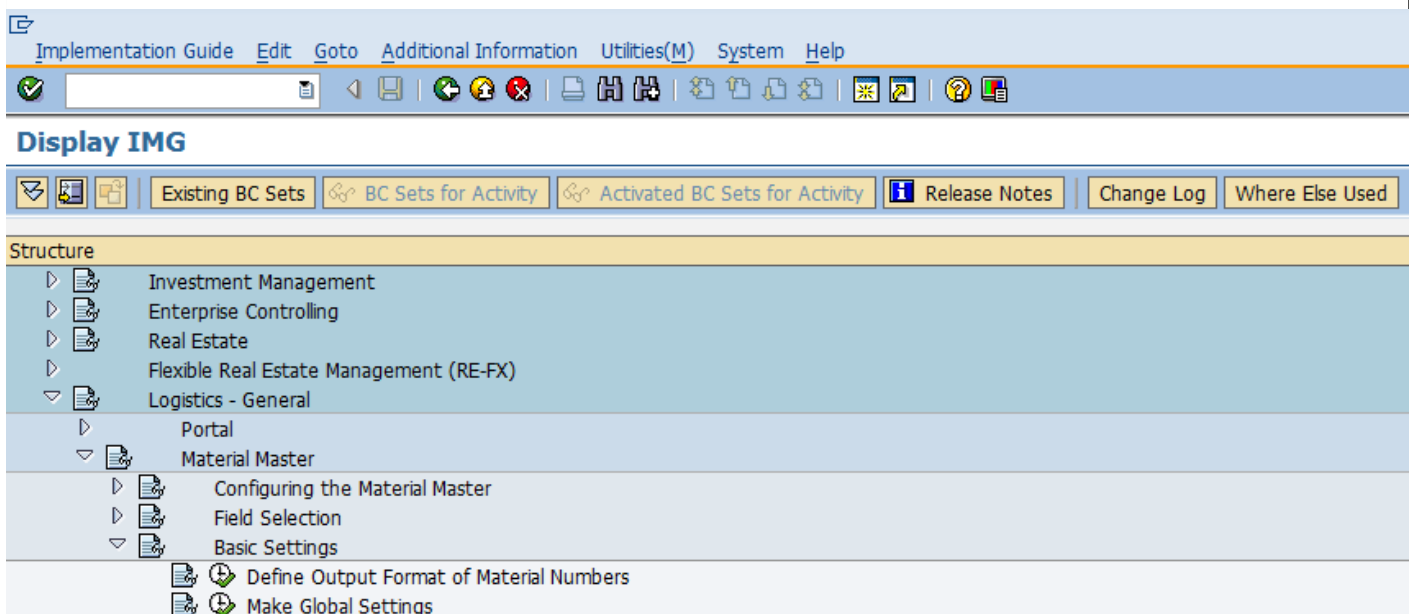 Implementation Guide Edit Goto Additional Information Utilities(M) System Help
Display IMG
Existing BC Sets BC Sets for Activity Activated BC Sets for Activity Release Notes Change Log Where Else Used
Structure
Investment Management
Enterprise Controlling
Real Estate
Flexible Real Estate Management (RE-FX)
Logistics - General
Portal
Material Master
Configuring the Material Master
Field Selection
Basic Settings
Define Output Format of Material Numbers
Make Global Settings